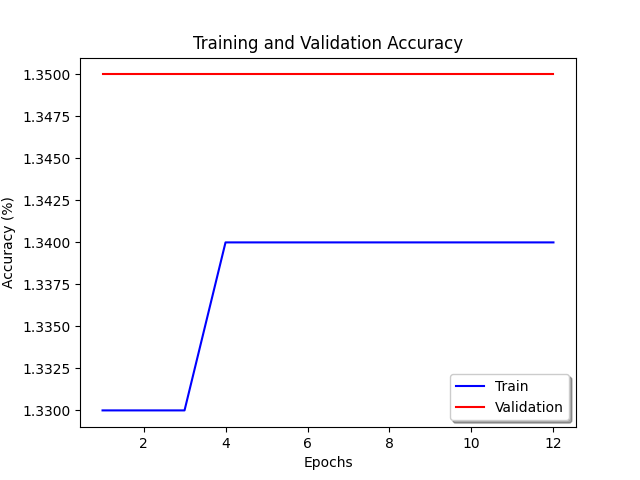 Training and Validation Accuracy
Accuracy (%)
1.3500
1.3475
1.3450
1.3425
1.3400
1.3375
1.3350
1.3325
1.3300
Train
Validation
2 4 6 8 10 12
Epochs